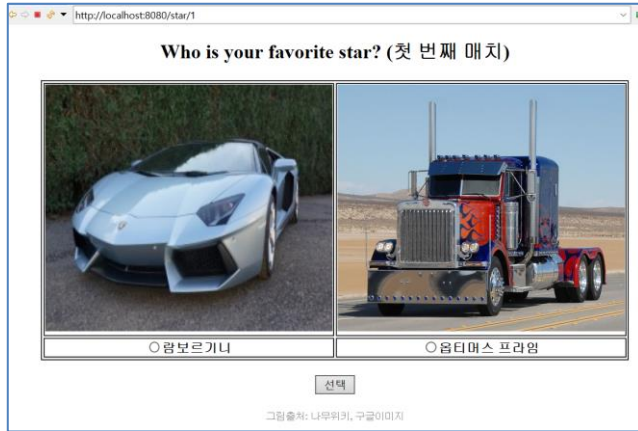 http://localhost:8080/star/1
Who is your favorite star? (첫 번째 매치)
람보르기니
옵티머스 프라임
선택
그림출처: 나무위키, 구글이미지